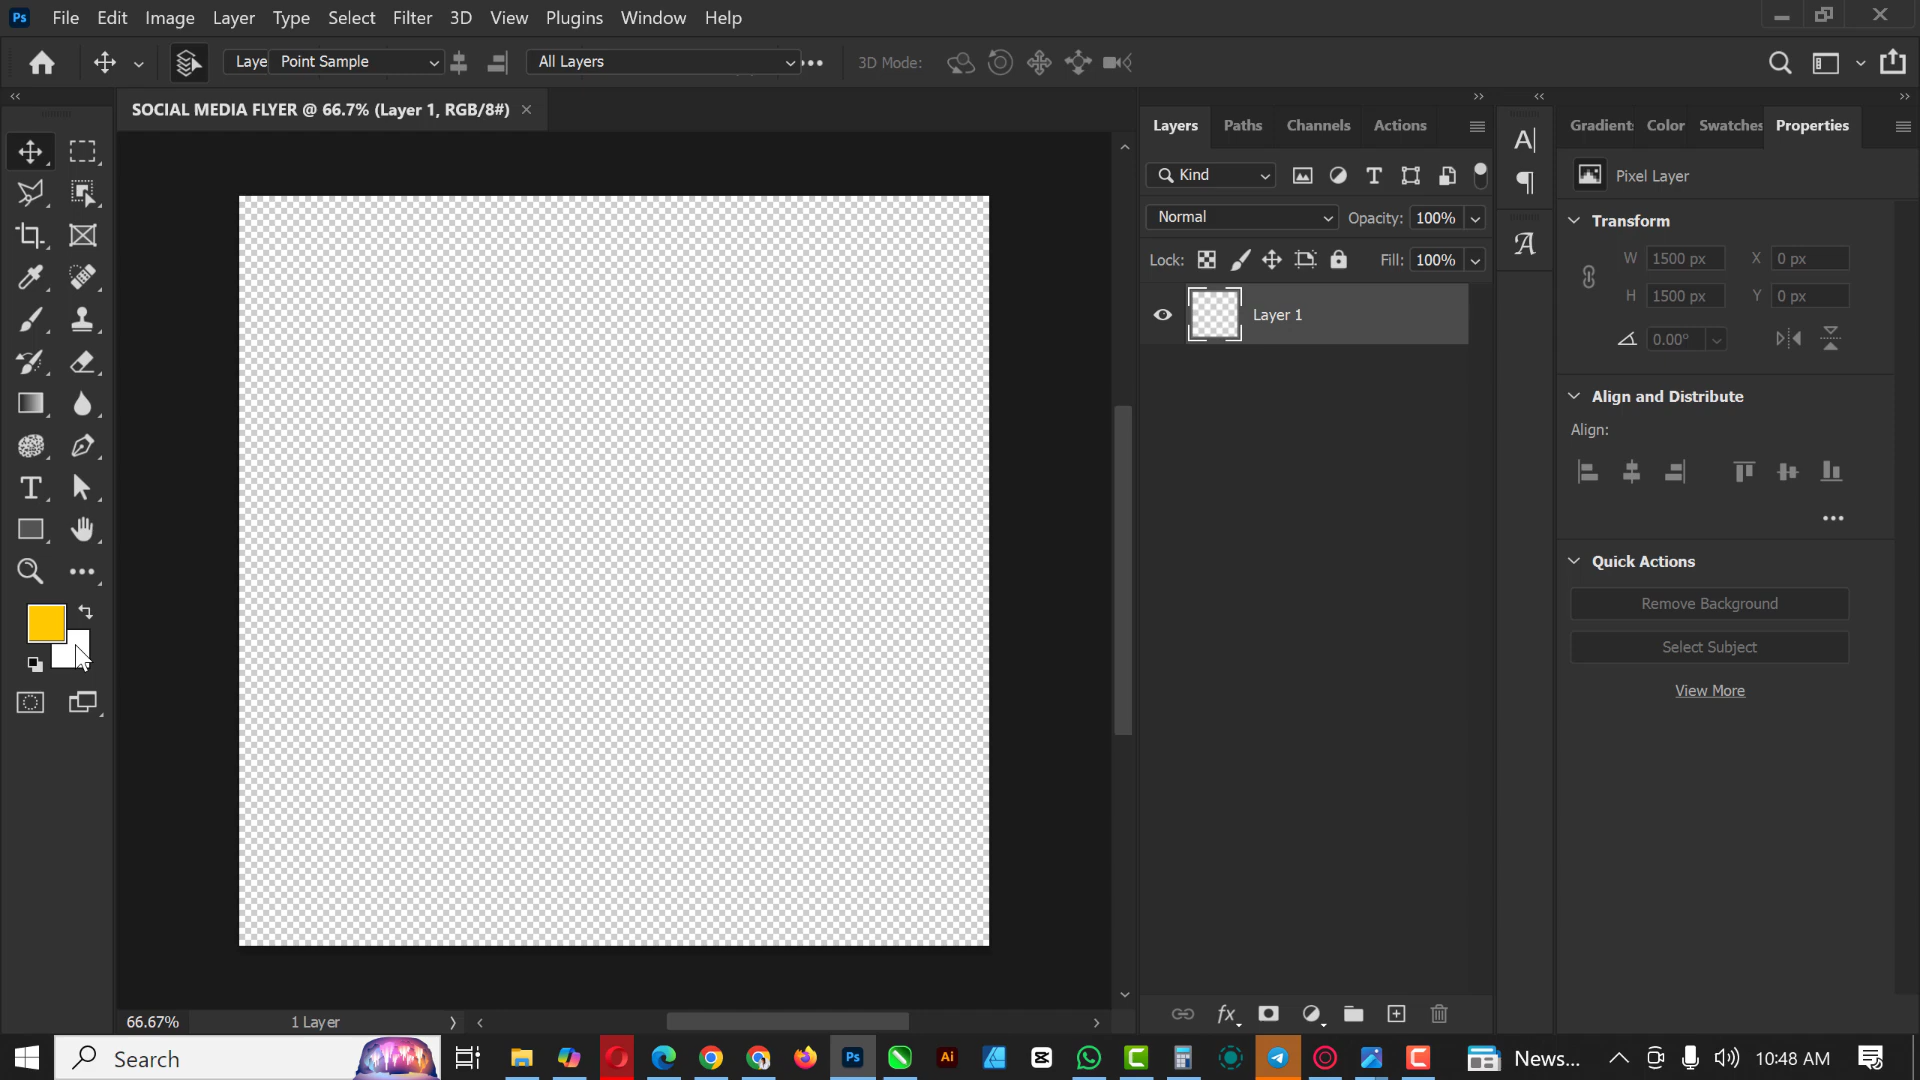 Ps File Edit Image Layer Type Select Filter 3D View Plugins Window Help
Laye Point Sample All Layers 3D Mode:
SOCIAL MEDIA FLYER @ 66.7% (Layer 1, RGB/8#)
Layers Paths Channels Actions
Kind
Normal Opacity: 100%
Lock: Fill: 100%
Layer 1
Gradient Color Swatches Properties
Pixel Layer
Transform
W 1500 px X 0 px
H 1500 px Y 0 px
0.00°
Align and Distribute
Align:
Quick Actions
Remove Background
Select Subject
View More
66.67% 1 Layer
Search Ps Ai News... 10:48 AM